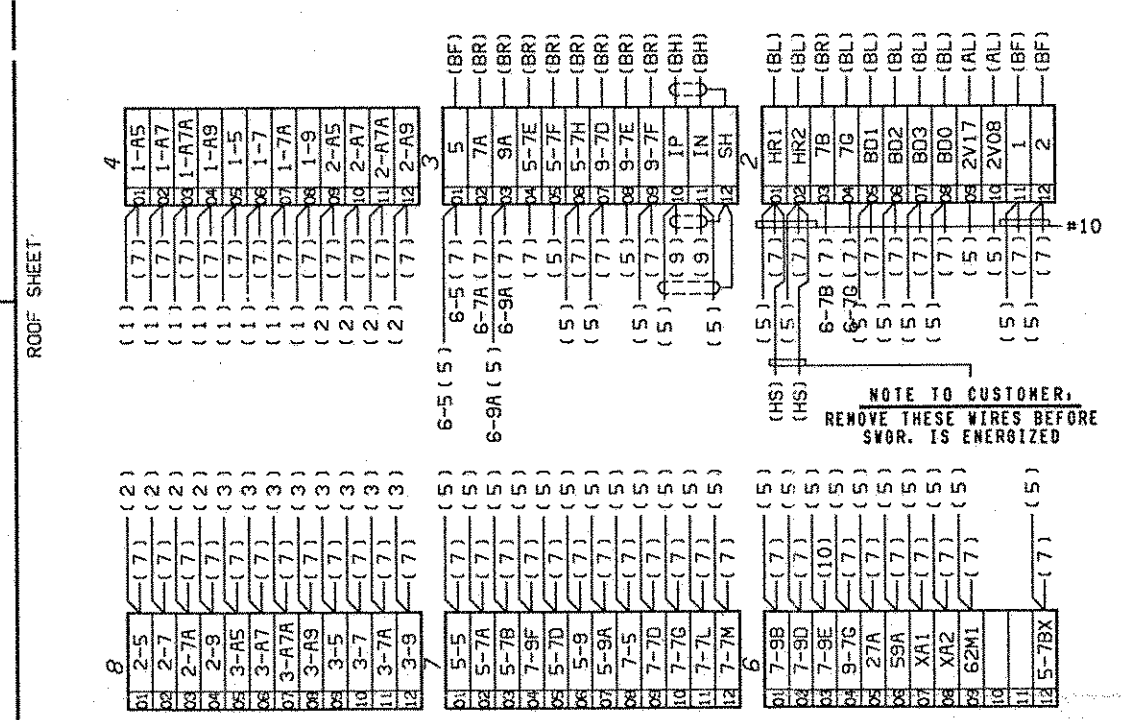 ROOF SHEET
4
01 1-A5 (7) (1)
02 1-A7 (7) (1)
03 1-A7A (7) (1)
04 1-A9 (7) (1)
05 1-5 (7) (1)
06 1-7 (7) (1)
07 1-7A (7) (1)
08 1-9 (7) (1)
09 2-A5 (7) (2)
10 2-A7 (7) (2)
11 2-A7A (7) (2)
12 2-A9 (7) (2)
3
(BF) 01 5 6-5 (7) 6-5 (5)
(BR) 02 7A 6-7A (7)
(BR) 03 9A 6-9A (7) 6-9A (5)
(BR) 04 5-7E (7)
(BR) 05 5-7F (5)
(BR) 06 5-7H (7) (5)
(BR) 07 9-7D (7) (5)
(BR) 08 9-7E (5)
(BR) 09 9-7F (7) (5)
(BH) 10 IP (9) (5)
(BH) 11 IN (9) (5)
12 SH
2
(BL) 01 HR1 (7) (5) (HS)
(BL) 02 HR2 (7) (5) (HS)
(BR) 03 7B 6-7B (7)
(BL) 04 7G 6-7G (7)
(BL) 05 BD1 (7) (5)
(BL) 06 BD2 (7) (5)
(BL) 07 BD3 (7) (5)
(BL) 08 BD0 (7) (5)
(AL) 09 2V17 (5)
(AL) 10 2V08 (5)
(BF) 11 1 (7) (5)
(BF) 12 2 (7) (5)
#10
NOTE TO CUSTOMER,
REMOVE THESE WIRES BEFORE
SWGR. IS ENERGIZED
8
01 2-5 (7) (2)
02 2-7 (7) (2)
03 2-7A (7) (2)
04 2-9 (7) (2)
05 3-A5 (7) (3)
06 3-A7 (7) (3)
07 3-A7A (7) (3)
08 3-A9 (7) (3)
09 3-5 (7) (3)
10 3-7 (7) (3)
11 3-7A (7) (3)
12 3-9 (7) (3)
7
01 5-5 (7) (5)
02 5-7A (7) (5)
03 5-7B (7) (5)
04 7-9F (7) (5)
05 5-7D (7) (5)
06 5-9 (7) (5)
07 5-9A (7) (5)
08 7-5 (7) (5)
09 7-7D (7) (5)
10 7-7G (7) (5)
11 7-7L (7) (5)
12 7-7M (7) (5)
6
01 7-9B (7) (5)
02 7-9D (7) (5)
03 7-9E (10) (5)
04 9-7G (7) (5)
05 27A (7) (5)
06 59A (7) (5)
07 XA1 (7) (5)
08 XA2 (7) (5)
09 62M1 (7) (5)
10
11
12 5-7BX (7) (5)